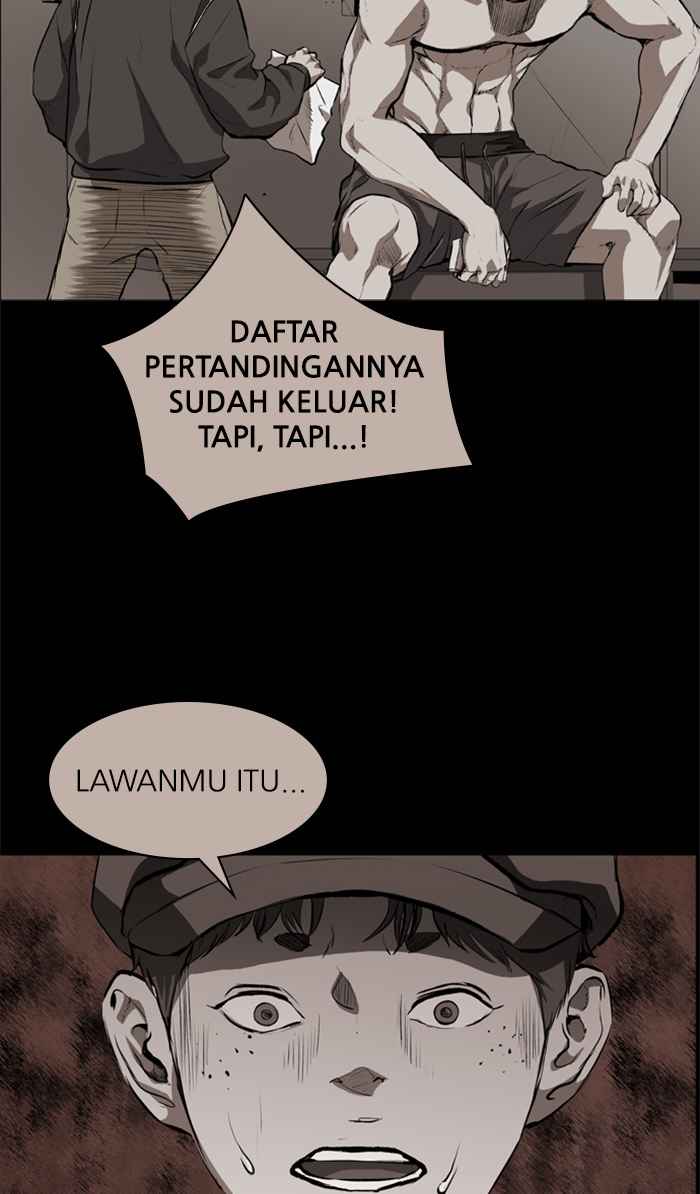 DAFTAR
PERTANDINGANNYA
SUDAH KELUAR!
TAPI, TAPI...!
LAWANMU ITU...